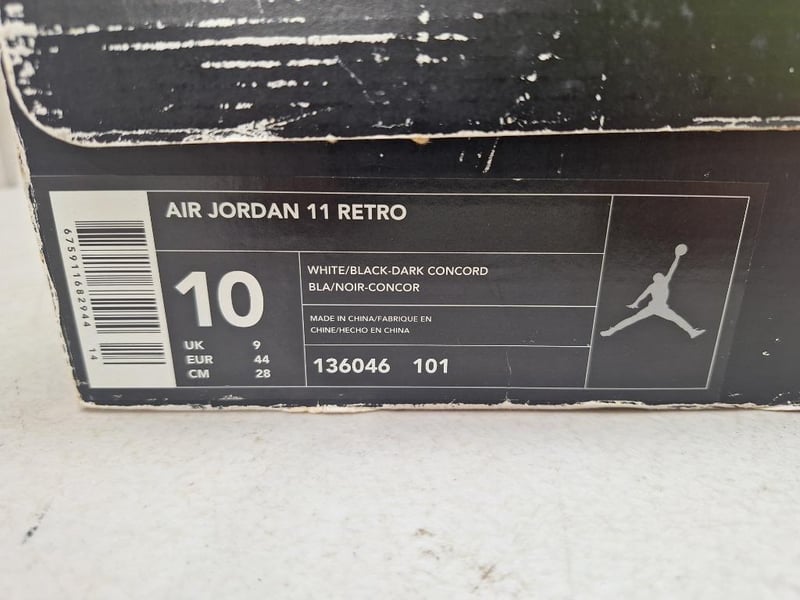 AIR JORDAN 11 RETRO
675911682944
14
10
UK 9
EUR 44
CM 28
WHITE/BLACK-DARK CONCORD
BLA/NOIR-CONCOR
MADE IN CHINA/FABRIQUE EN
CHINE/HECHO EN CHINA
136046 101